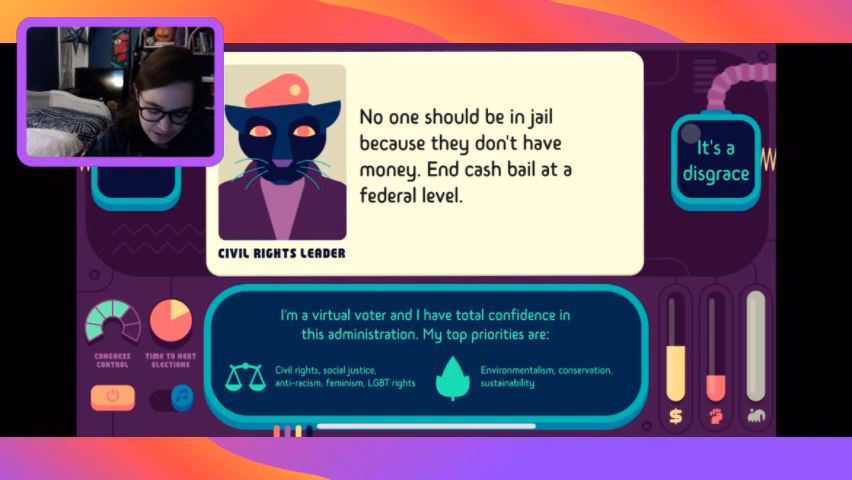 No one should be in jail
because they don't have
money. End cash bail at a
federal level.
CIVIL RIGHTS LEADER
It's a
disgrace
I'm a virtual voter and I have total confidence in
this administration. My top priorities are:
Civil rights, social justice,
anti-racism, feminism, LGBT rights
Environmentalism, conservation,
sustainability
CONGRESS
CONTROL
TIME TO NEXT
ELECTIONS
$